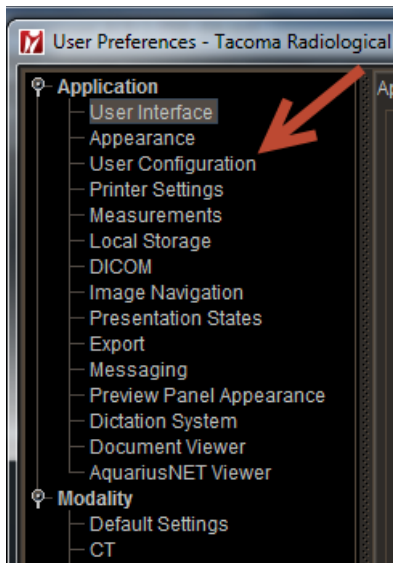 User Preferences - Tacoma Radiological
Application
User Interface
Appearance
User Configuration
Printer Settings
Measurements
Local Storage
DICOM
Image Navigation
Presentation States
Export
Messaging
Preview Panel Appearance
Dictation System
Document Viewer
AquariusNET Viewer
Modality
Default Settings
CT